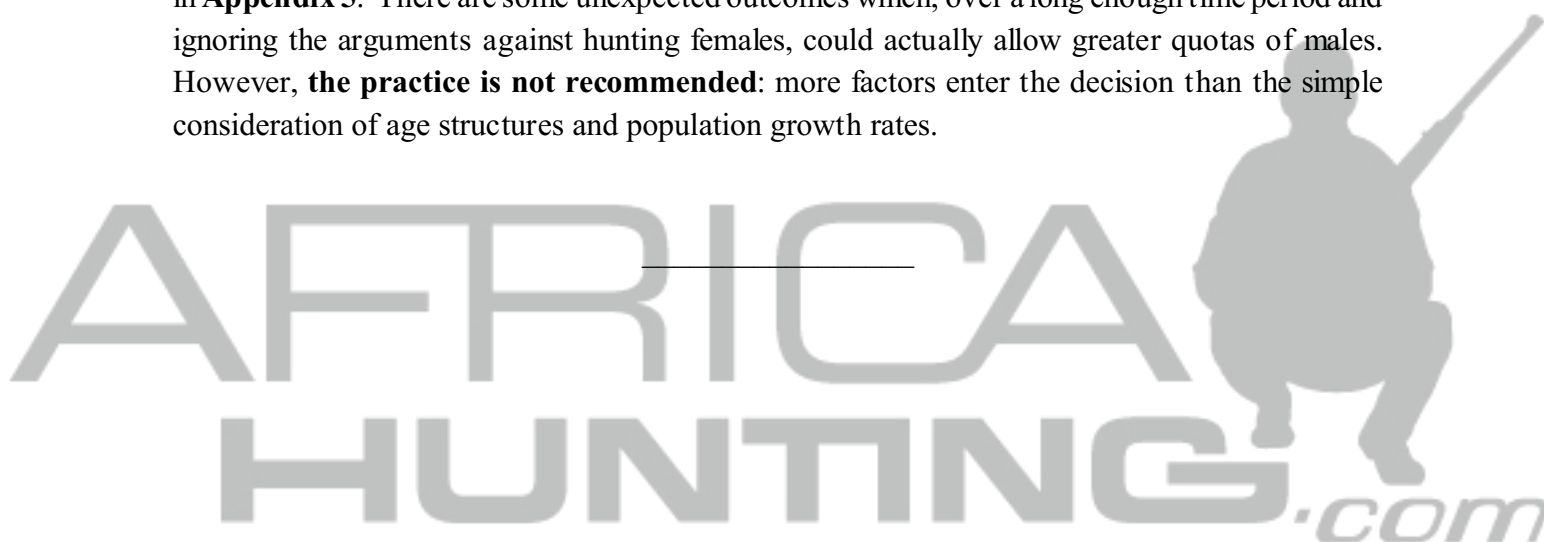 in Appendix 3. There are some unexpected outcomes which, over a long enough time period and
ignoring the arguments against hunting females, could actually allow greater quotas of males.
However, the practice is not recommended: more factors enter the decision than the simple
consideration of age structures and population growth rates.
AFRICA
HUNTING
.com